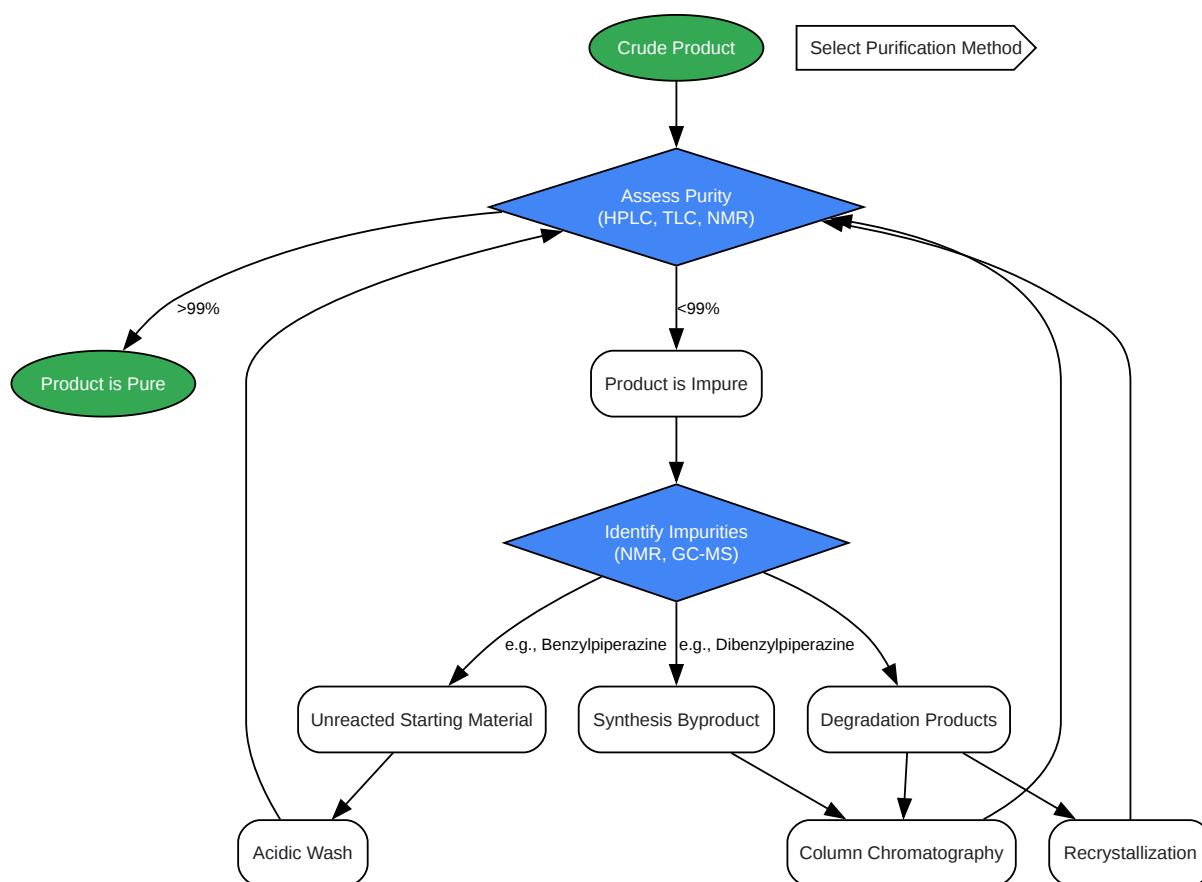 Crude Product
Select Purification Method
Assess Purity
(HPLC, TLC, NMR)
>99%
<99%
Product is Pure
Product is Impure
Identify Impurities
(NMR, GC-MS)
e.g., Benzylpiperazine
e.g., Dibenzylpiperazine
Unreacted Starting Material
Synthesis Byproduct
Degradation Products
Acidic Wash
Column Chromatography
Recrystallization